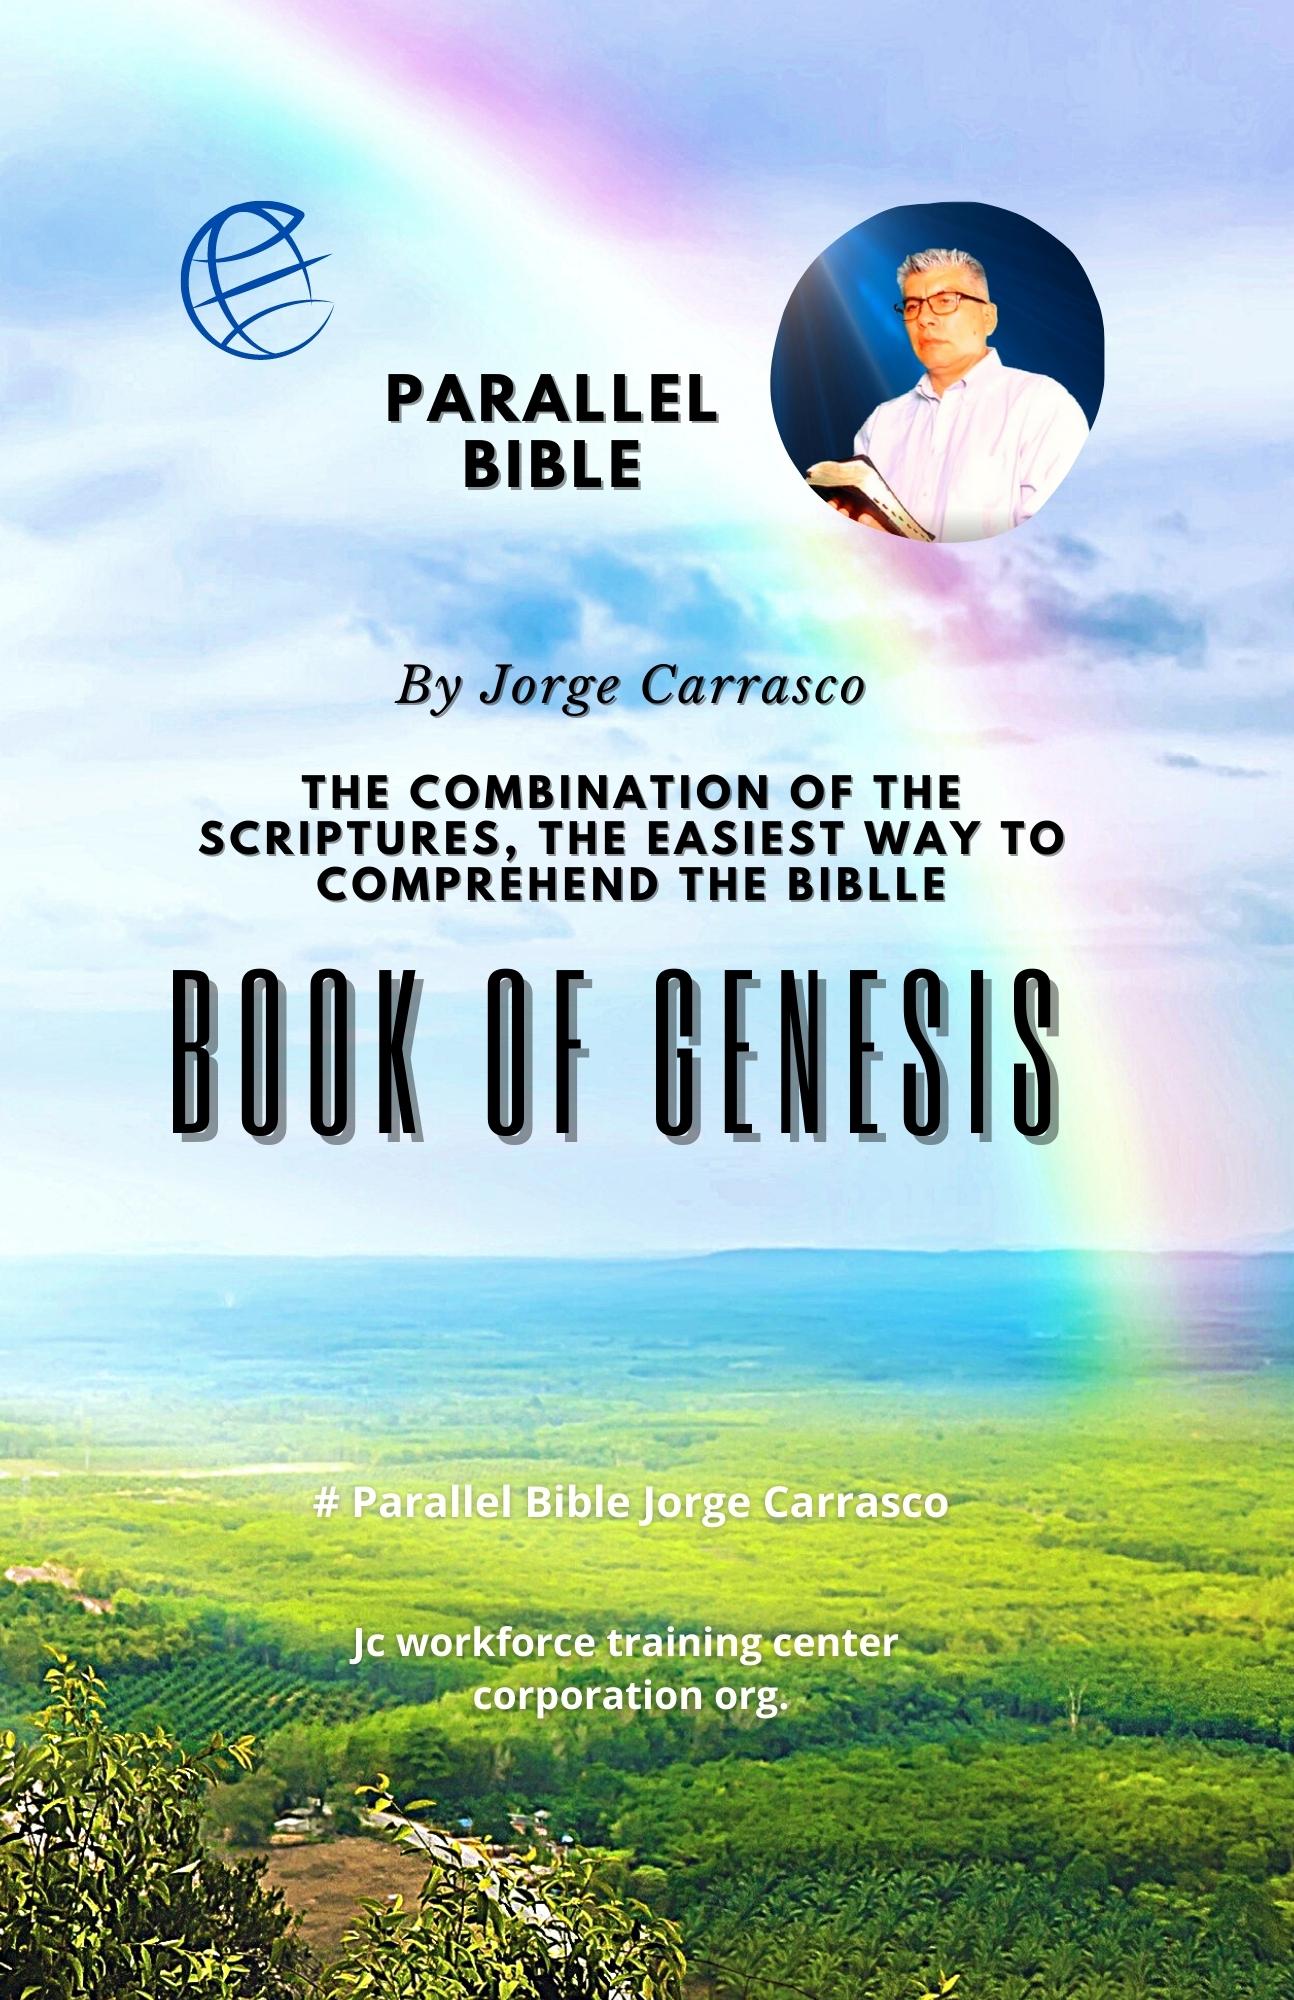 PARALLEL
BIBLE
By Jorge Carrasco
THE COMBINATION OF THE
SCRIPTURES, THE EASIEST WAY TO
COMPREHEND THE BIBLLE
BOOK OF GENESIS
# Parallel Bible Jorge Carrasco
Jc workforce training center
corporation org.